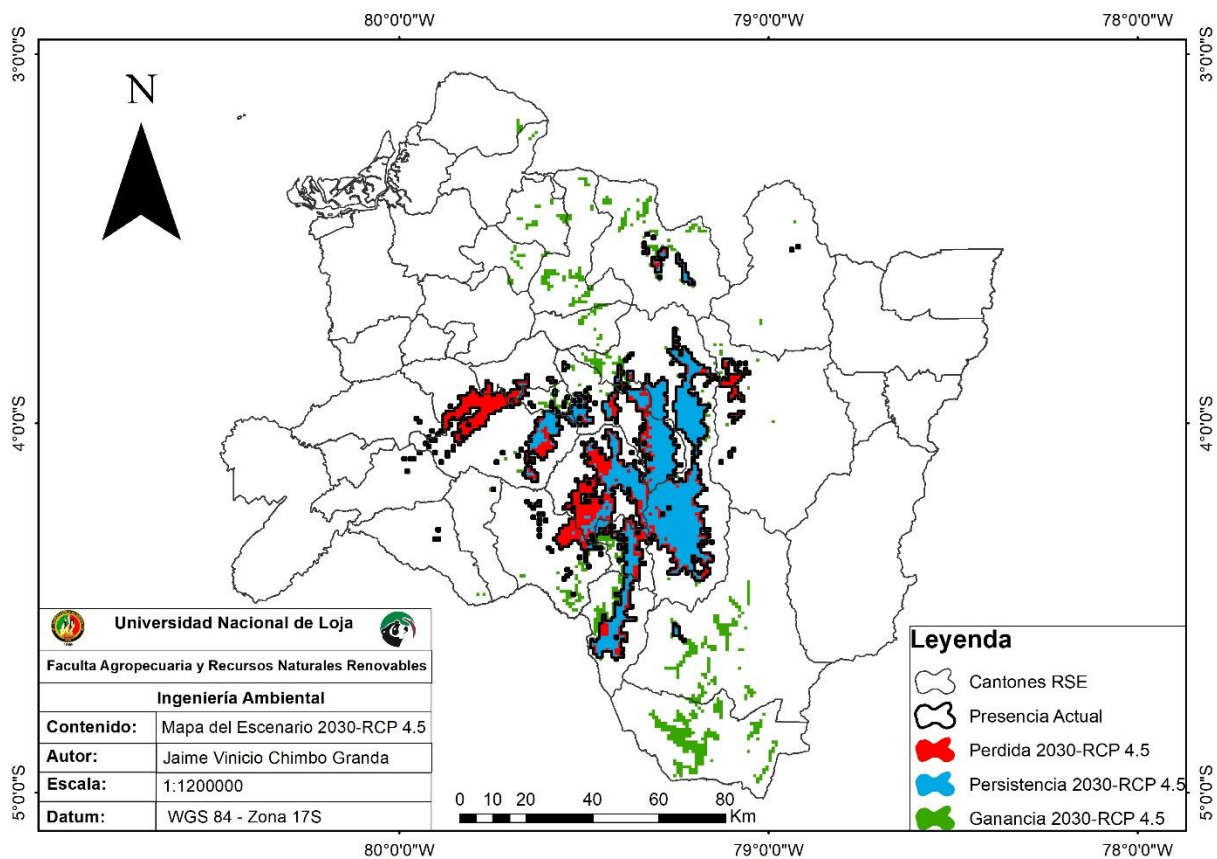 80°0'0"W 79°0'0"W 78°0'0"W
3°0'0"S 3°0'0"S
N
4°0'0"S 4°0'0"S
Universidad Nacional de Loja
Faculta Agropecuaria y Recursos Naturales Renovables
Ingeniería Ambiental
Contenido: Mapa del Escenario 2030-RCP 4.5
Autor: Jaime Vinicio Chimbo Granda
Escala: 1:1200000
Datum: WGS 84 - Zona 17S
0 10 20 40 60 80
Km
Leyenda
Cantones RSE
Presencia Actual
Perdida 2030-RCP 4.5
Persistencia 2030-RCP 4.5
Ganancia 2030-RCP 4.5
5°0'0"S 5°0'0"S
80°0'0"W 79°0'0"W 78°0'0"W